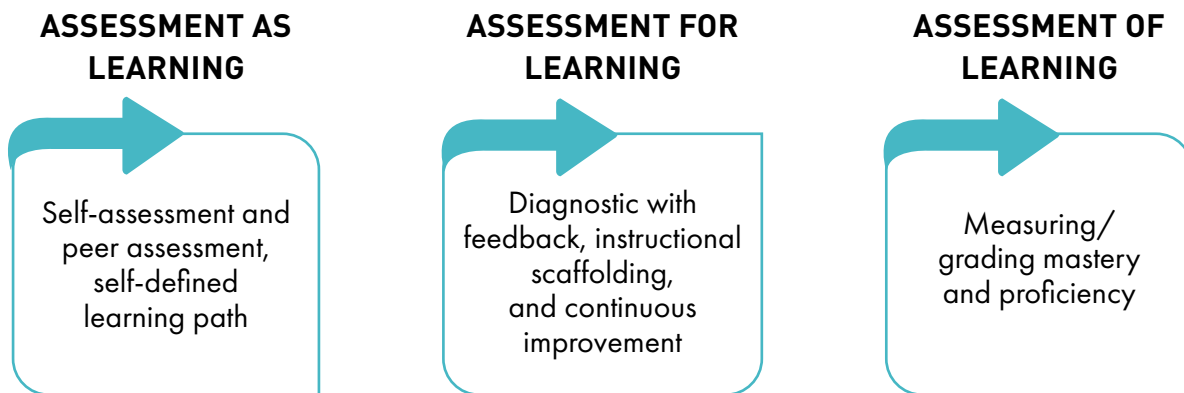 ASSESSMENT AS
LEARNING
Self-assessment and
peer assessment,
self-defined
learning path
ASSESSMENT FOR
LEARNING
Diagnostic with
feedback, instructional
scaffolding,
and continuous
improvement
ASSESSMENT OF
LEARNING
Measuring/
grading mastery
and proficiency